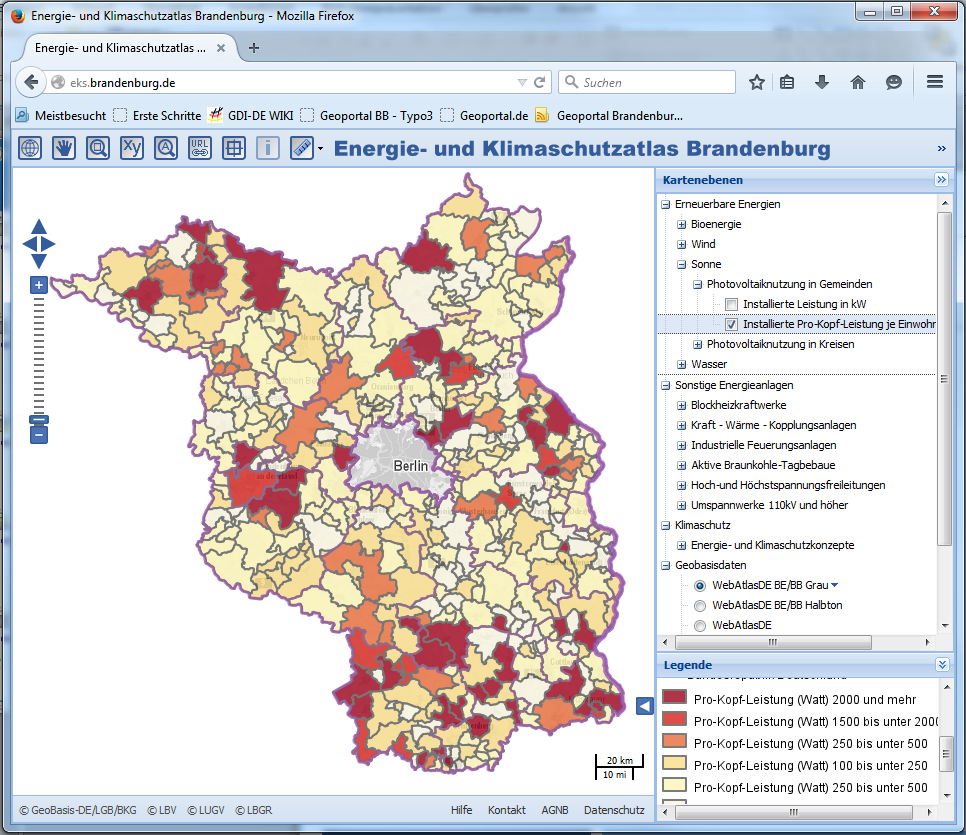 Energie- und Klimaschutzatlas Brandenburg - Mozilla Firefox
Energie- und Klimaschutzatlas ...
eks.brandenburg.de
Suchen
Meistbesucht
Erste Schritte
GDI-DE WIKI
Geoportal BB - Typo3
Geoportal.de
Geoportal Brandenbur...
Xy
A
URL
i
Energie- und Klimaschutzatlas Brandenburg
Kartenebenen
Erneuerbare Energien
Bioenergie
Wind
Sonne
Photovoltaiknutzung in Gemeinden
Installierte Leistung in kW
Installierte Pro-Kopf-Leistung je Einwohr
Photovoltaiknutzung in Kreisen
Wasser
Sonstige Energieanlagen
Blockheizkraftwerke
Kraft - Wärme - Kopplungsanlagen
Industrielle Feuerungsanlagen
Aktive Braunkohle-Tagbebaue
Hoch-und Höchstspannungsfreileitungen
Umspannwerke 110kV und höher
Klimaschutz
Energie- und Klimaschutzkonzepte
Geobasisdaten
WebAtlasDE BE/BB Grau
WebAtlasDE BE/BB Halbton
WebAtlasDE
Berlin
20 km
10 mi
Legende
Pro-Kopf-Leistung (Watt) 2000 und mehr
Pro-Kopf-Leistung (Watt) 1500 bis unter 2000
Pro-Kopf-Leistung (Watt) 250 bis unter 500
Pro-Kopf-Leistung (Watt) 100 bis unter 250
Pro-Kopf-Leistung (Watt) 250 bis unter 500
© GeoBasis-DE/LGB/BKG
© LBV
© LUGV
© LBGR
Hilfe
Kontakt
AGNB
Datenschutz